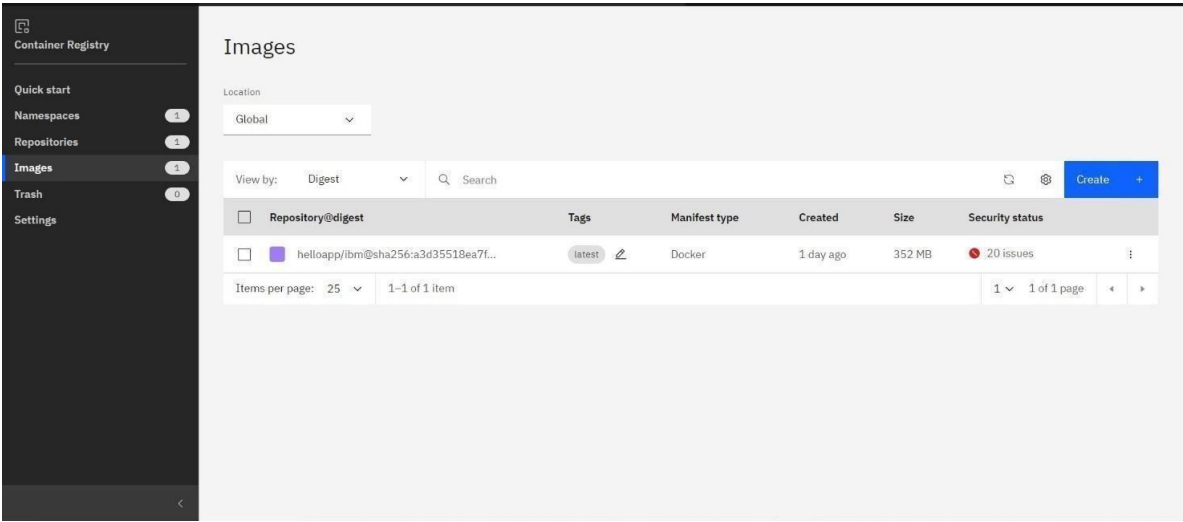 Container Registry
Quick start
Namespaces 1
Repositories 1
Images 1
Trash 0
Settings
Images
Location
Global
View by: Digest Search Create +
Repository@digest Tags Manifest type Created Size Security status
helloapp/ibm@sha256:a3d35518ea7f... latest Docker 1 day ago 352 MB 20 issues
Items per page: 25 1–1 of 1 item 1 1 of 1 page